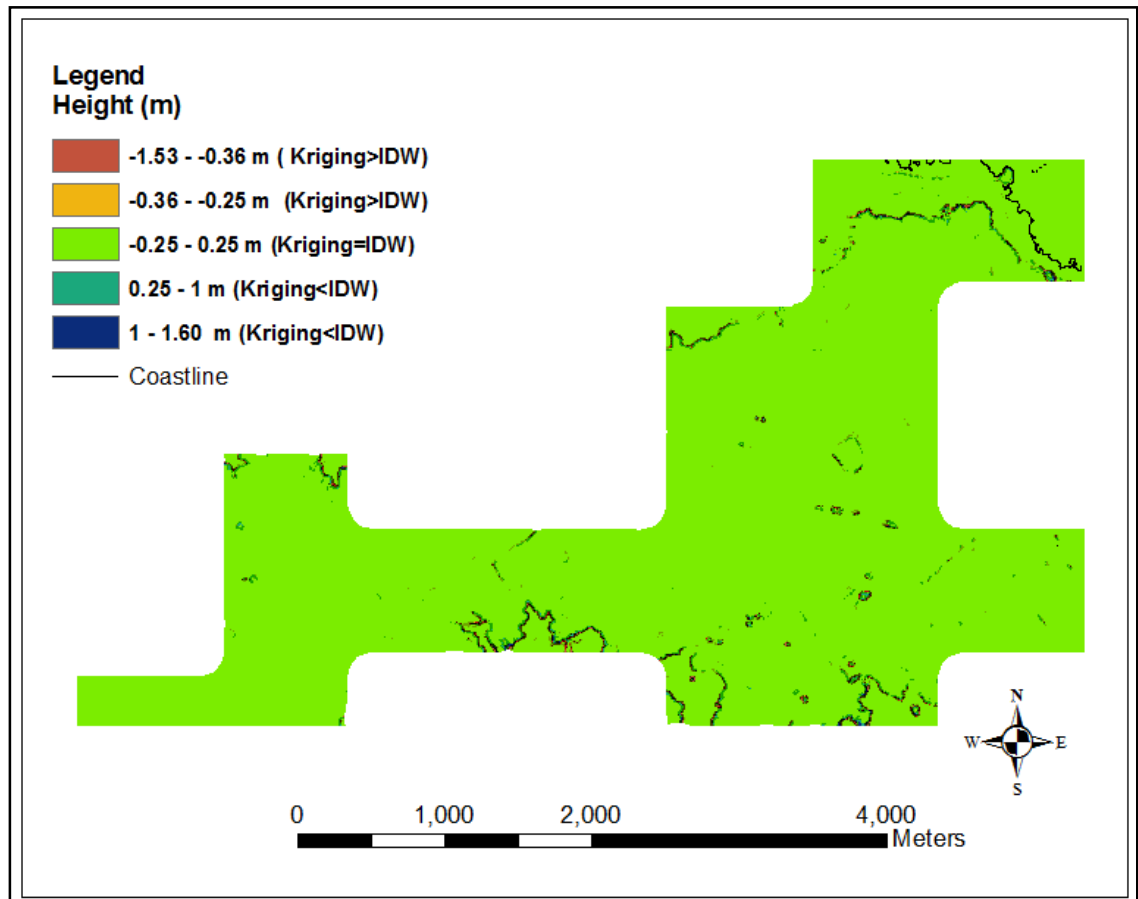 Legend
Height (m)
-1.53 - -0.36 m ( Kriging>IDW)
-0.36 - -0.25 m (Kriging>IDW)
-0.25 - 0.25 m (Kriging=IDW)
0.25 - 1 m (Kriging<IDW)
1 - 1.60 m (Kriging<IDW)
Coastline
N
W E
S
0 1,000 2,000 4,000
Meters